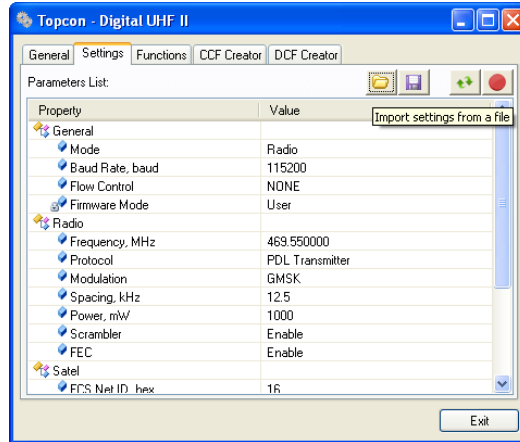 Topcon - Digital UHF II
General Settings Functions CCF Creator DCF Creator
Parameters List:
Property Value
Import settings from a file
General
Mode Radio
Baud Rate, baud 115200
Flow Control NONE
Firmware Mode User
Radio
Frequency, MHz 469.550000
Protocol PDL Transmitter
Modulation GMSK
Spacing, kHz 12.5
Power, mW 1000
Scrambler Enable
FEC Enable
Satel
FCS Net ID, hex 16
Exit